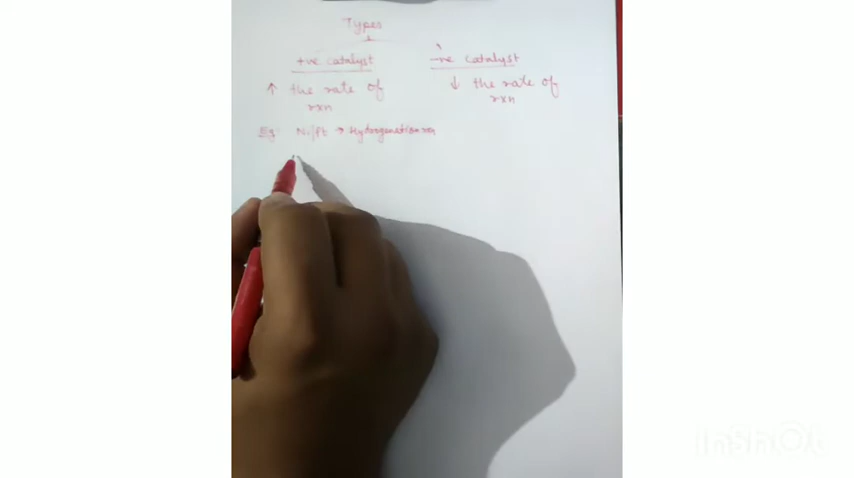 Types
+ve catalyst
-ve catalyst
↑ the rate of
rxn
↓ the rate of
rxn
Eg Ni/Pt → Hydrogenation rxn